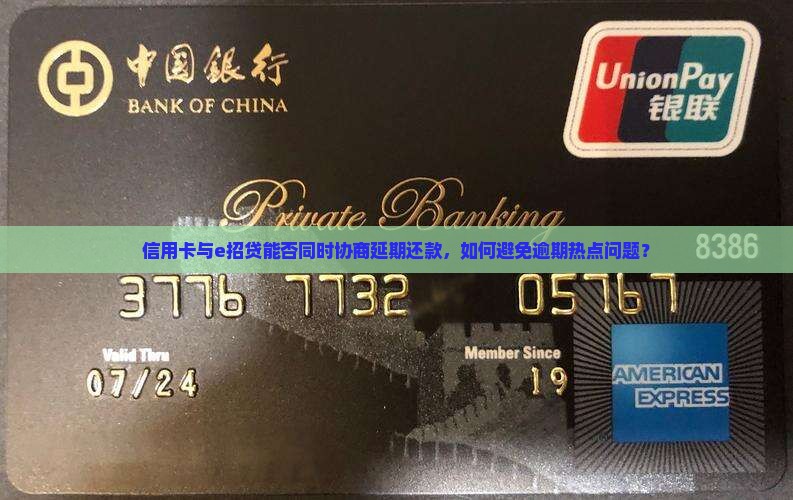 中国銀行
BANK OF CHINA
UnionPay
银联
Private Banking
信用卡与e招贷能否同时协商延期还款，如何避免逾期热点问题？
8386
3776 7732 05767
Valid Thru
07/24
Member Since
19
AMERICAN
EXPRESS